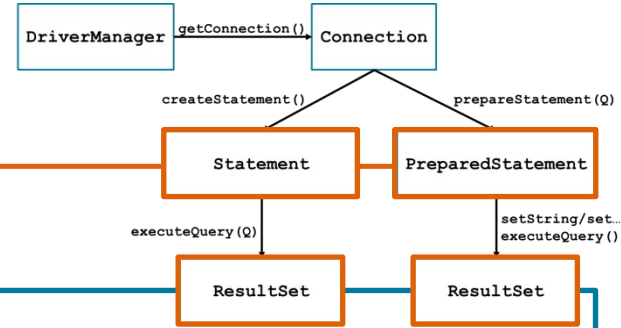 DriverManager
getConnection()
Connection
createStatement()
prepareStatement(Q)
Statement
PreparedStatement
executeQuery(Q)
setString/set…
executeQuery()
ResultSet
ResultSet